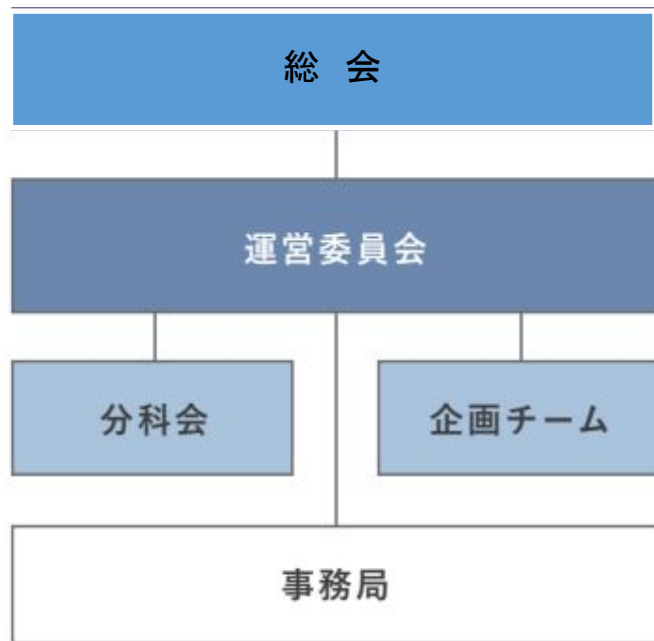 総 会
運営委員会
分科会
企画チーム
事務局